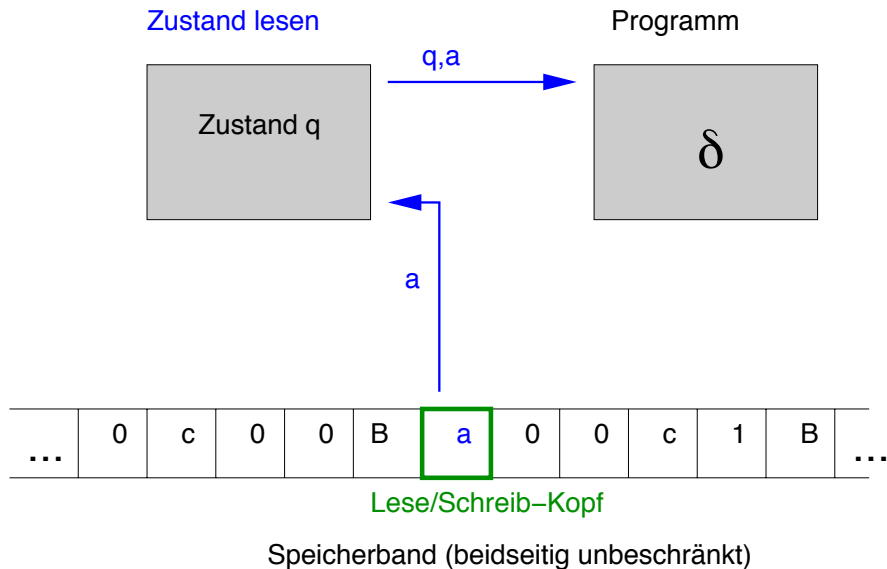 Zustand lesen Programm
q,a
Zustand q
δ
a
... 0 c 0 0 B a 0 0 c 1 B ...
Lese/Schreib–Kopf
Speicherband (beidseitig unbeschränkt)